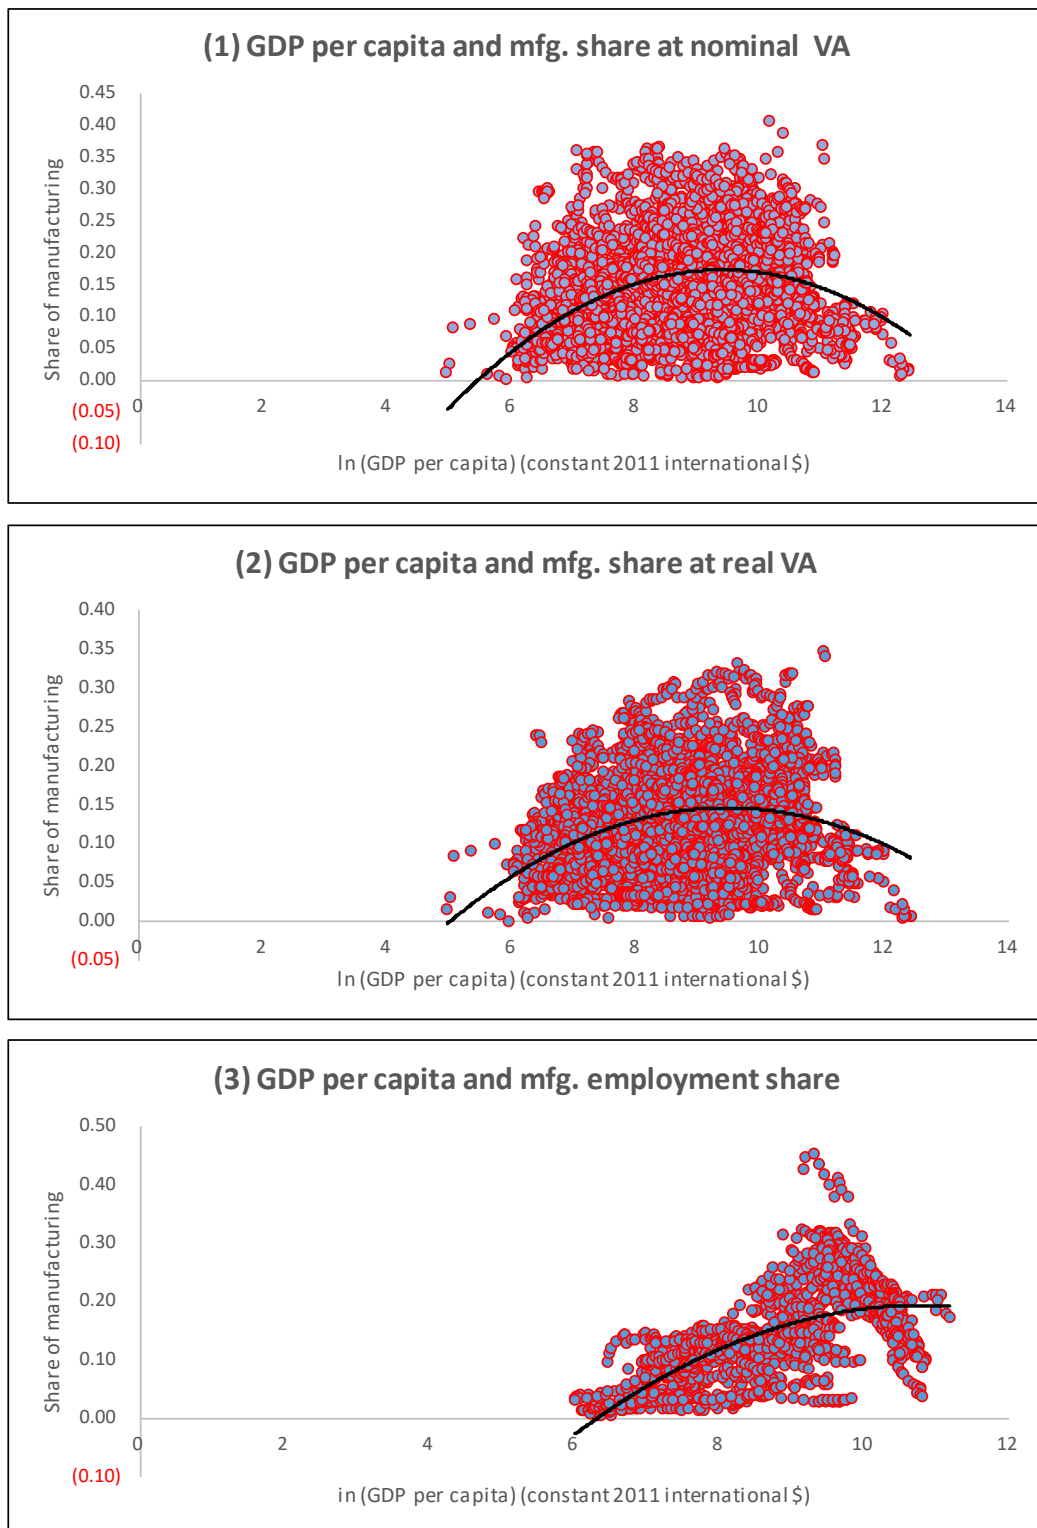 (1) GDP per capita and mfg. share at nominal VA
0.45
0.40
0.35
0.30
0.25
0.20
0.15
0.10
0.05
0.00
(0.05)
(0.10)
Share of manufacturing
0 2 4 6 8 10 12 14
ln (GDP per capita) (constant 2011 international $)
(2) GDP per capita and mfg. share at real VA
0.40
0.35
0.30
0.25
0.20
0.15
0.10
0.05
0.00
(0.05)
Share of manufacturing
0 2 4 6 8 10 12 14
ln (GDP per capita) (constant 2011 international $)
(3) GDP per capita and mfg. employment share
0.50
0.40
0.30
0.20
0.10
0.00
(0.10)
Share of manufacturing
0 2 4 6 8 10 12
in (GDP per capita) (constant 2011 international $)